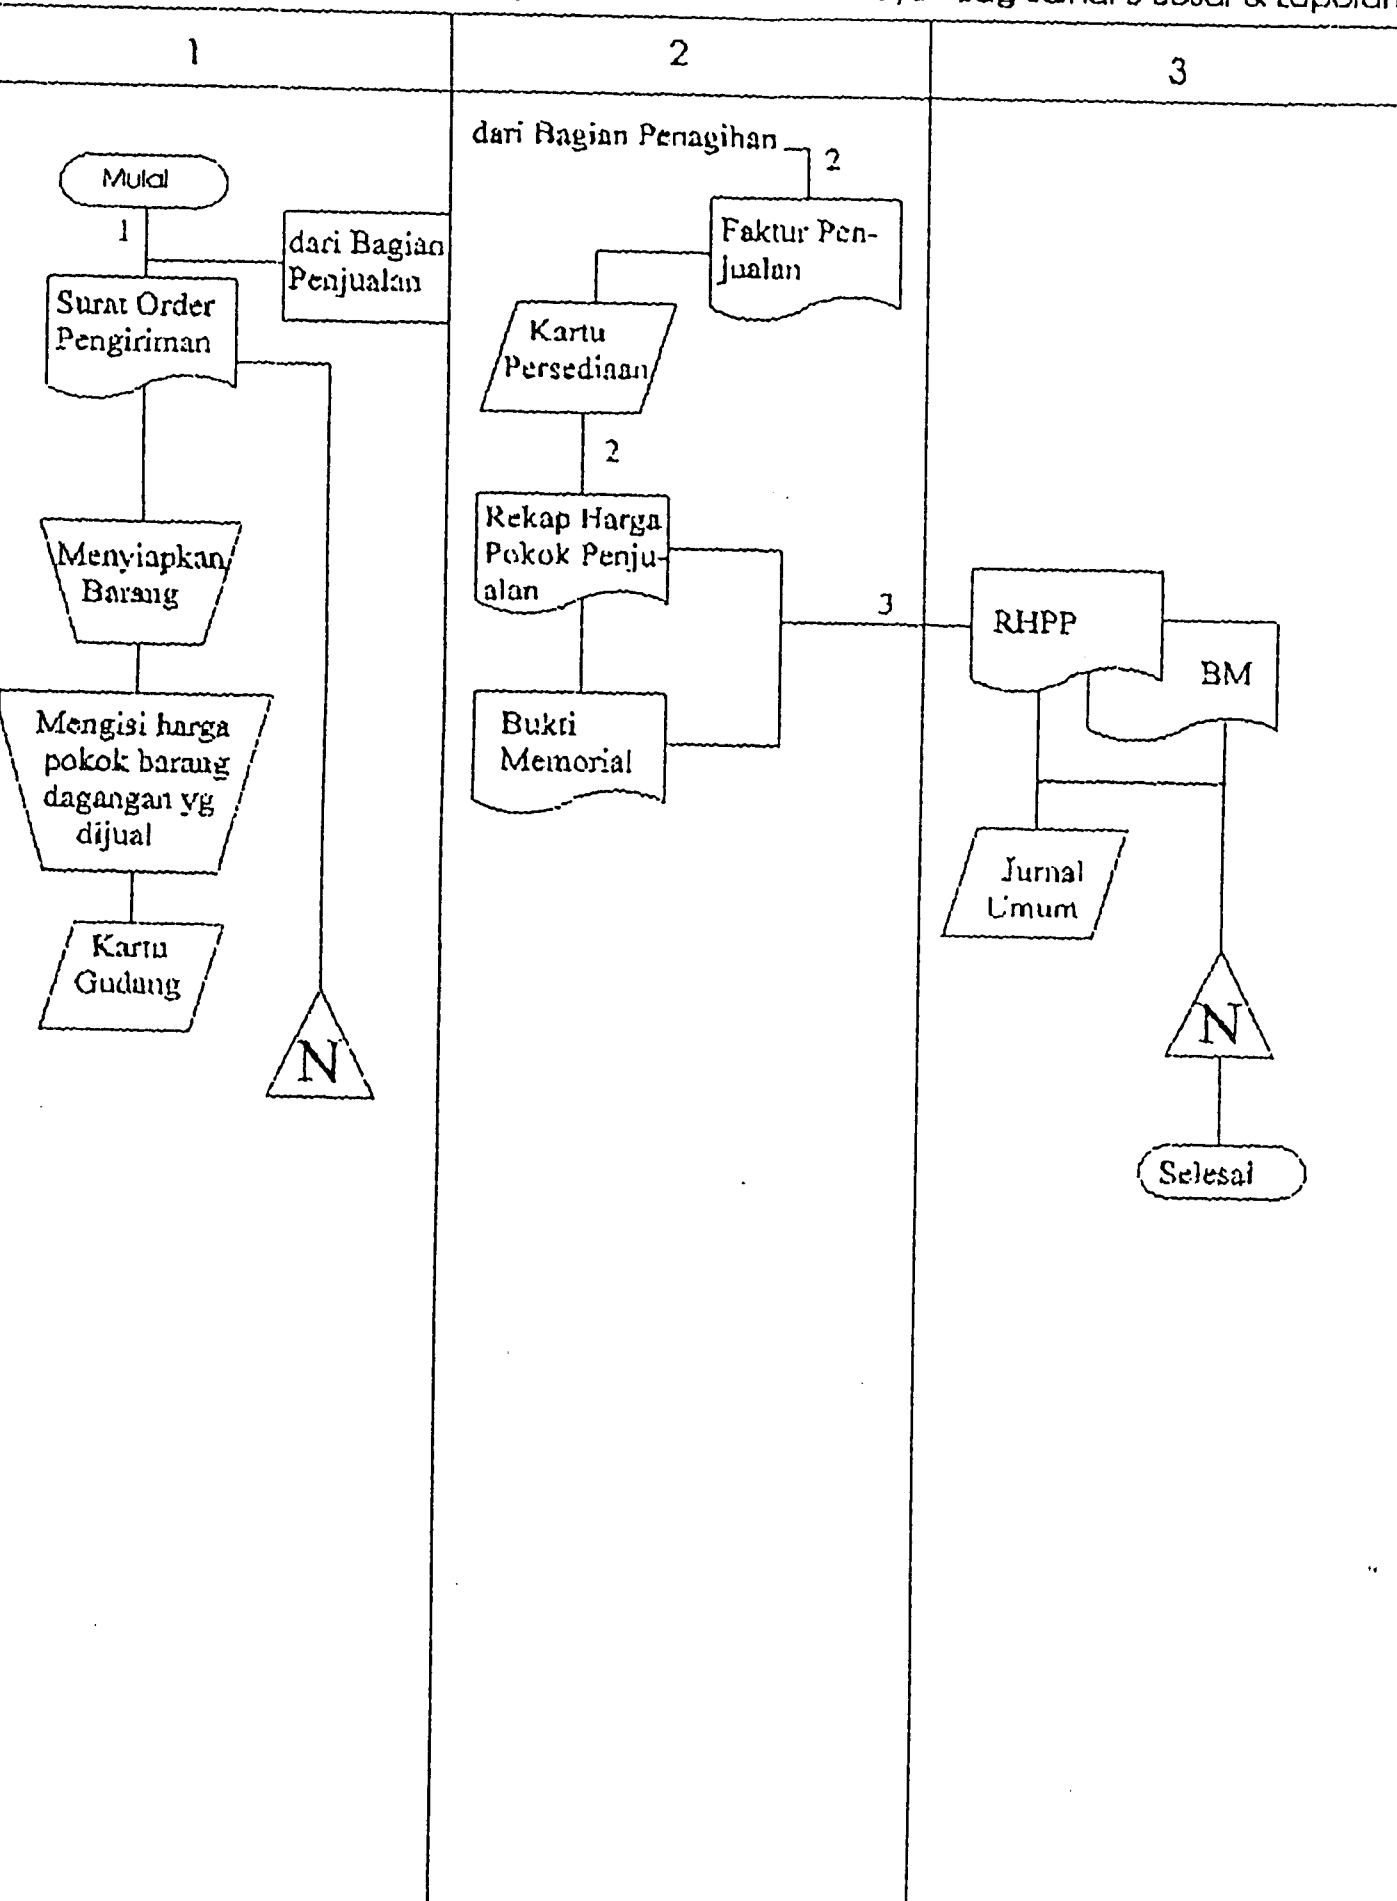 & Laporan
1
2
3
Mulai
1
dari Bagian
Penjualan
Surat Order
Pengiriman
Menyiapkan
Barang
Mengisi harga
pokok barang
dagangan yg
dijual
Kartu
Gudang
N
dari Bagian Penagihan
2
Faktur Pen-
jualan
Kartu
Persediaan
2
Rekap Harga
Pokok Penju-
alan
Bukti
Memorial
3
RHPP
BM
Jurnal
Umum
N
Selesai